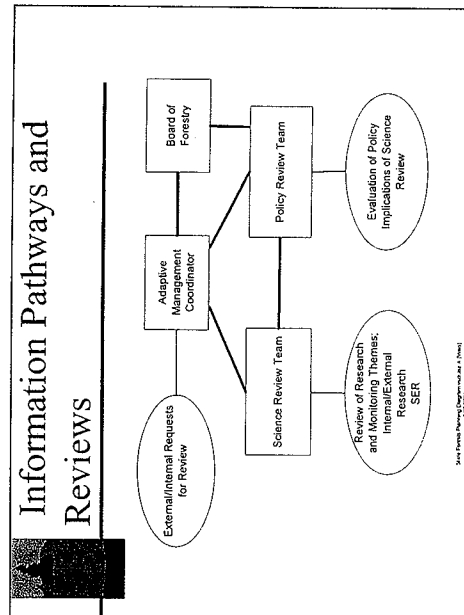 Information Pathways and
Reviews
External/Internal Requests
for Review
Adaptive
Management
Coordinator
Board of
Forestry
Science Review Team
Policy Review Team
Review of Research
and Monitoring Themes:
Internal/External
Research
SER
Evaluation of Policy
Implications of Science
Review